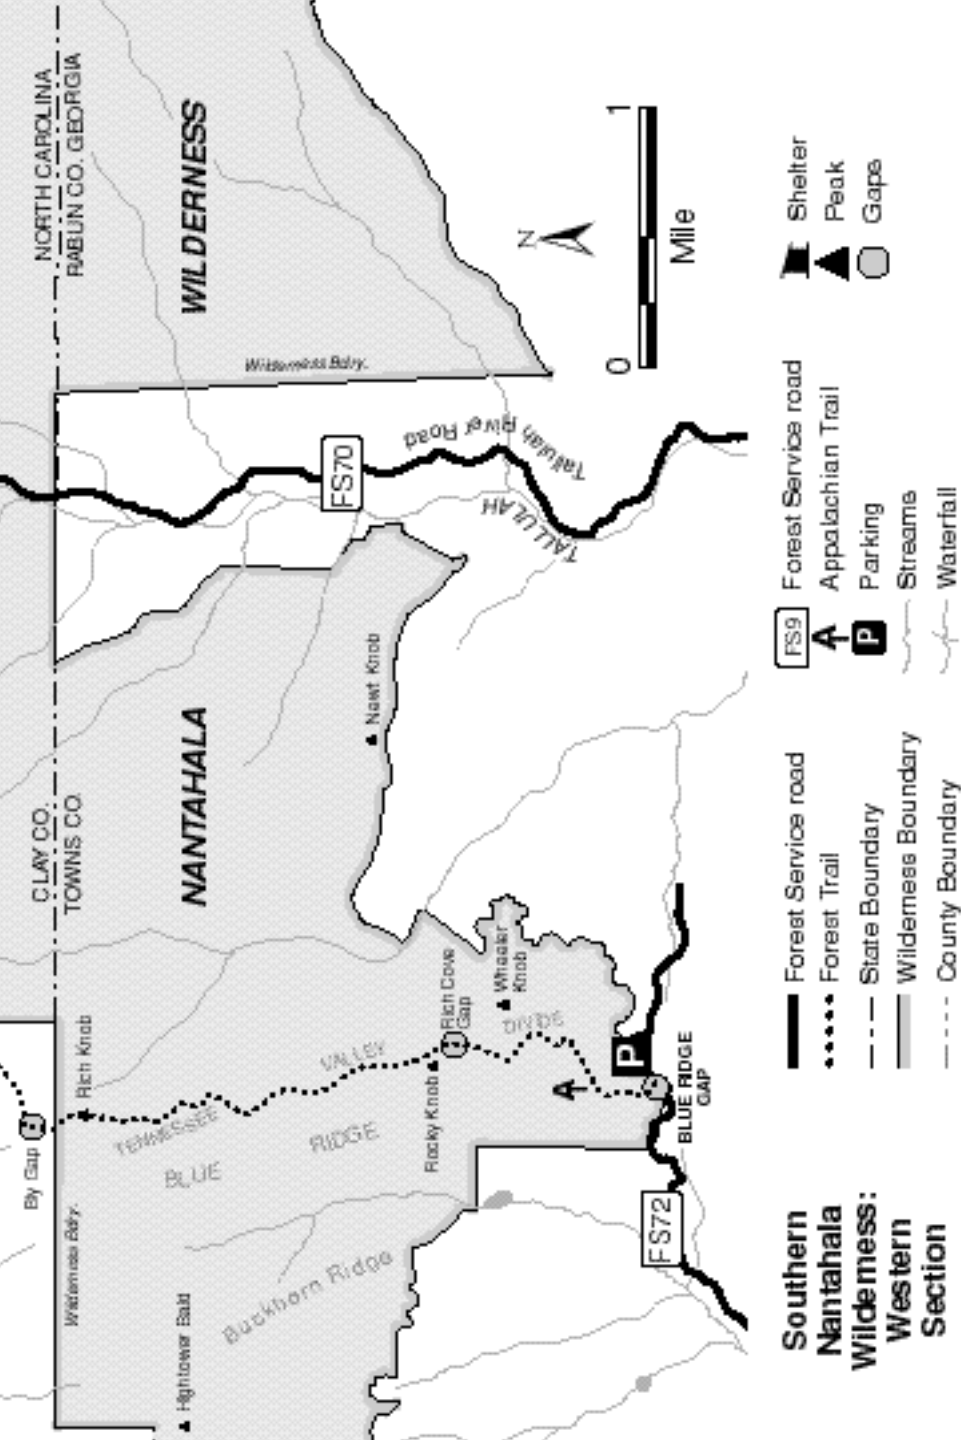 NORTH CAROLINA
RABUN CO. GEORGIA
CLAY CO.
TOWNS CO.
WILDERNESS
NANTAHALA
Wilderness Bdry.
Wilderness Bdry.
FS70
Tallulah River Road
TALLULAH
Nawt Knob
Rich Knob
Bly Gap
TENNESSEE
VALLEY
DIVIDE
BLUE
RIDGE
Rich Cove
Gap
Rocky Knob
Wheeler
Knob
Buckhorn Ridge
Hightower Bald
A
P
BLUE RIDGE
GAP
FS72
N
0
1
Mile
Southern
Nantahala
Wilderness:
Western
Section
Forest Service road
Forest Trail
State Boundary
Wilderness Boundary
County Boundary
FS9 Forest Service road
A Appalachian Trail
P Parking
Streams
Waterfall
Shelter
Peak
Gaps